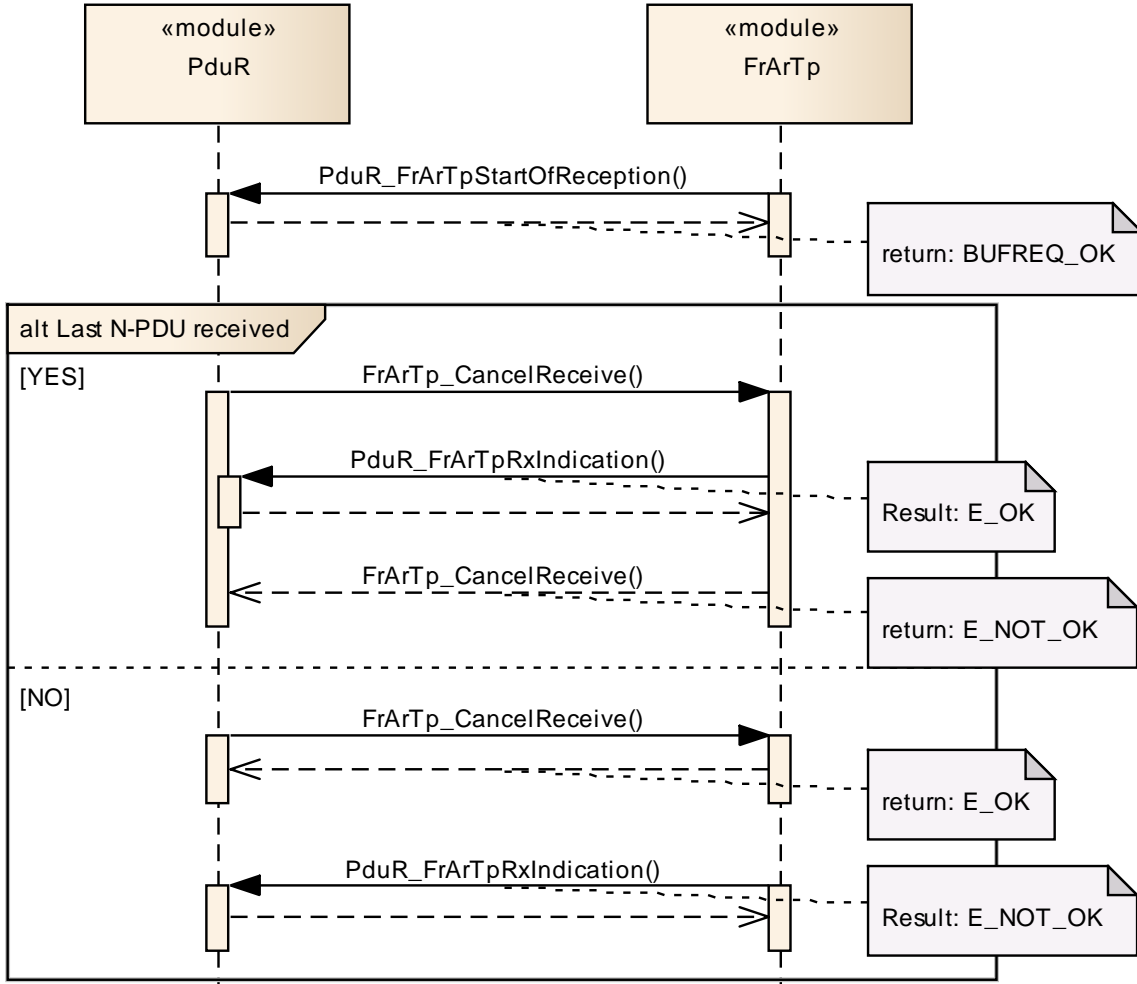 «module»
PduR
«module»
FrArTp
PduR_FrArTpStartOfReception()
return: BUFREQ_OK
alt Last N-PDU received
[YES]
FrArTp_CancelReceive()
PduR_FrArTpRxIndication()
Result: E_OK
FrArTp_CancelReceive()
return: E_NOT_OK
[NO]
FrArTp_CancelReceive()
return: E_OK
PduR_FrArTpRxIndication()
Result: E_NOT_OK